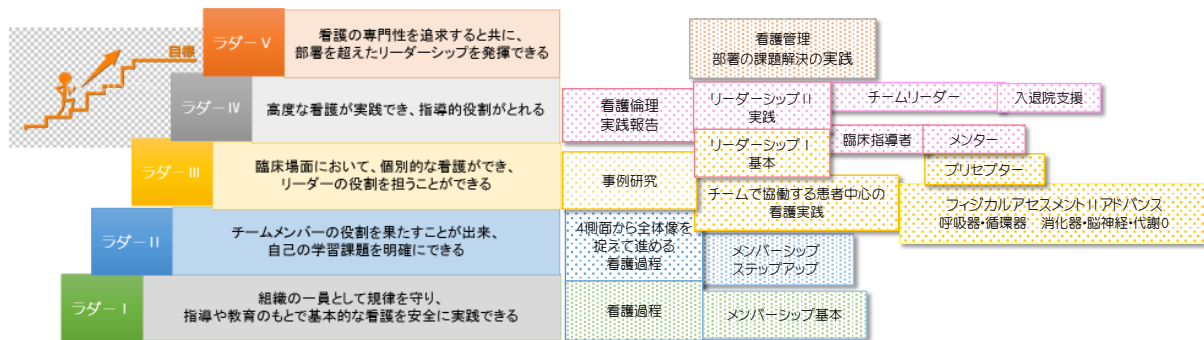 目標
ラダーⅤ
看護の専門性を追求すると共に、
部署を超えたリーダーシップを発揮できる
看護管理
部署の課題解決の実践
ラダーⅣ
高度な看護が実践でき、指導的役割がとれる
看護倫理
実践報告
リーダーシップⅡ
実践
チームリーダー
入退院支援
ラダーⅢ
臨床場面において、個別的な看護ができ、
リーダーの役割を担うことができる
事例研究
リーダーシップⅠ
基本
臨床指導者
メンター
プリセプター
チームで協働する患者中心の
看護実践
フィジカルアセスメントⅡアドバンス
呼吸器・循環器 消化器・脳神経・代謝0
ラダーⅡ
チームメンバーの役割を果たすことが出来、
自己の学習課題を明確にできる
4側面から全体像を
捉えて進める
看護過程
メンバーシップ
ステップアップ
ラダーⅠ
組織の一員として規律を守り、
指導や教育のもとで基本的な看護を安全に実践できる
看護過程
メンバーシップ基本